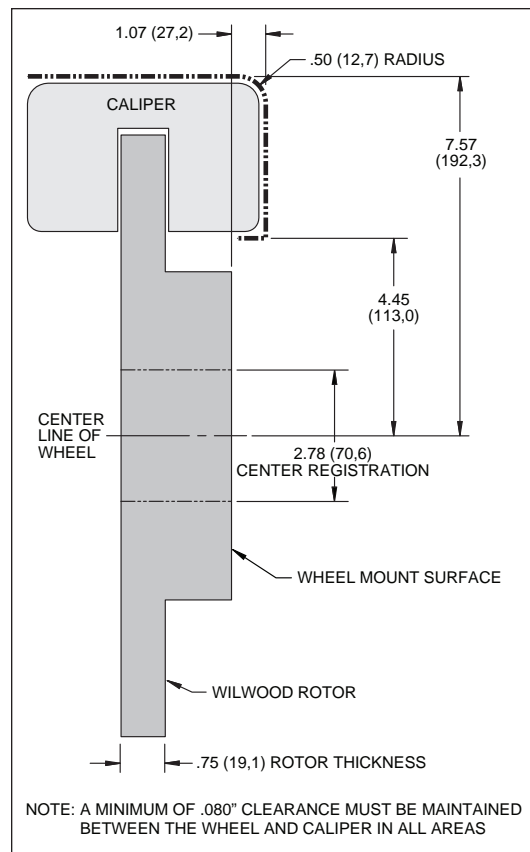 1.07 (27,2)
.50 (12,7) RADIUS
CALIPER
7.57
(192,3)
4.45
(113,0)
CENTER
LINE OF
WHEEL
2.78 (70,6)
CENTER REGISTRATION
WHEEL MOUNT SURFACE
WILWOOD ROTOR
.75 (19,1) ROTOR THICKNESS
NOTE: A MINIMUM OF .080" CLEARANCE MUST BE MAINTAINED
BETWEEN THE WHEEL AND CALIPER IN ALL AREAS